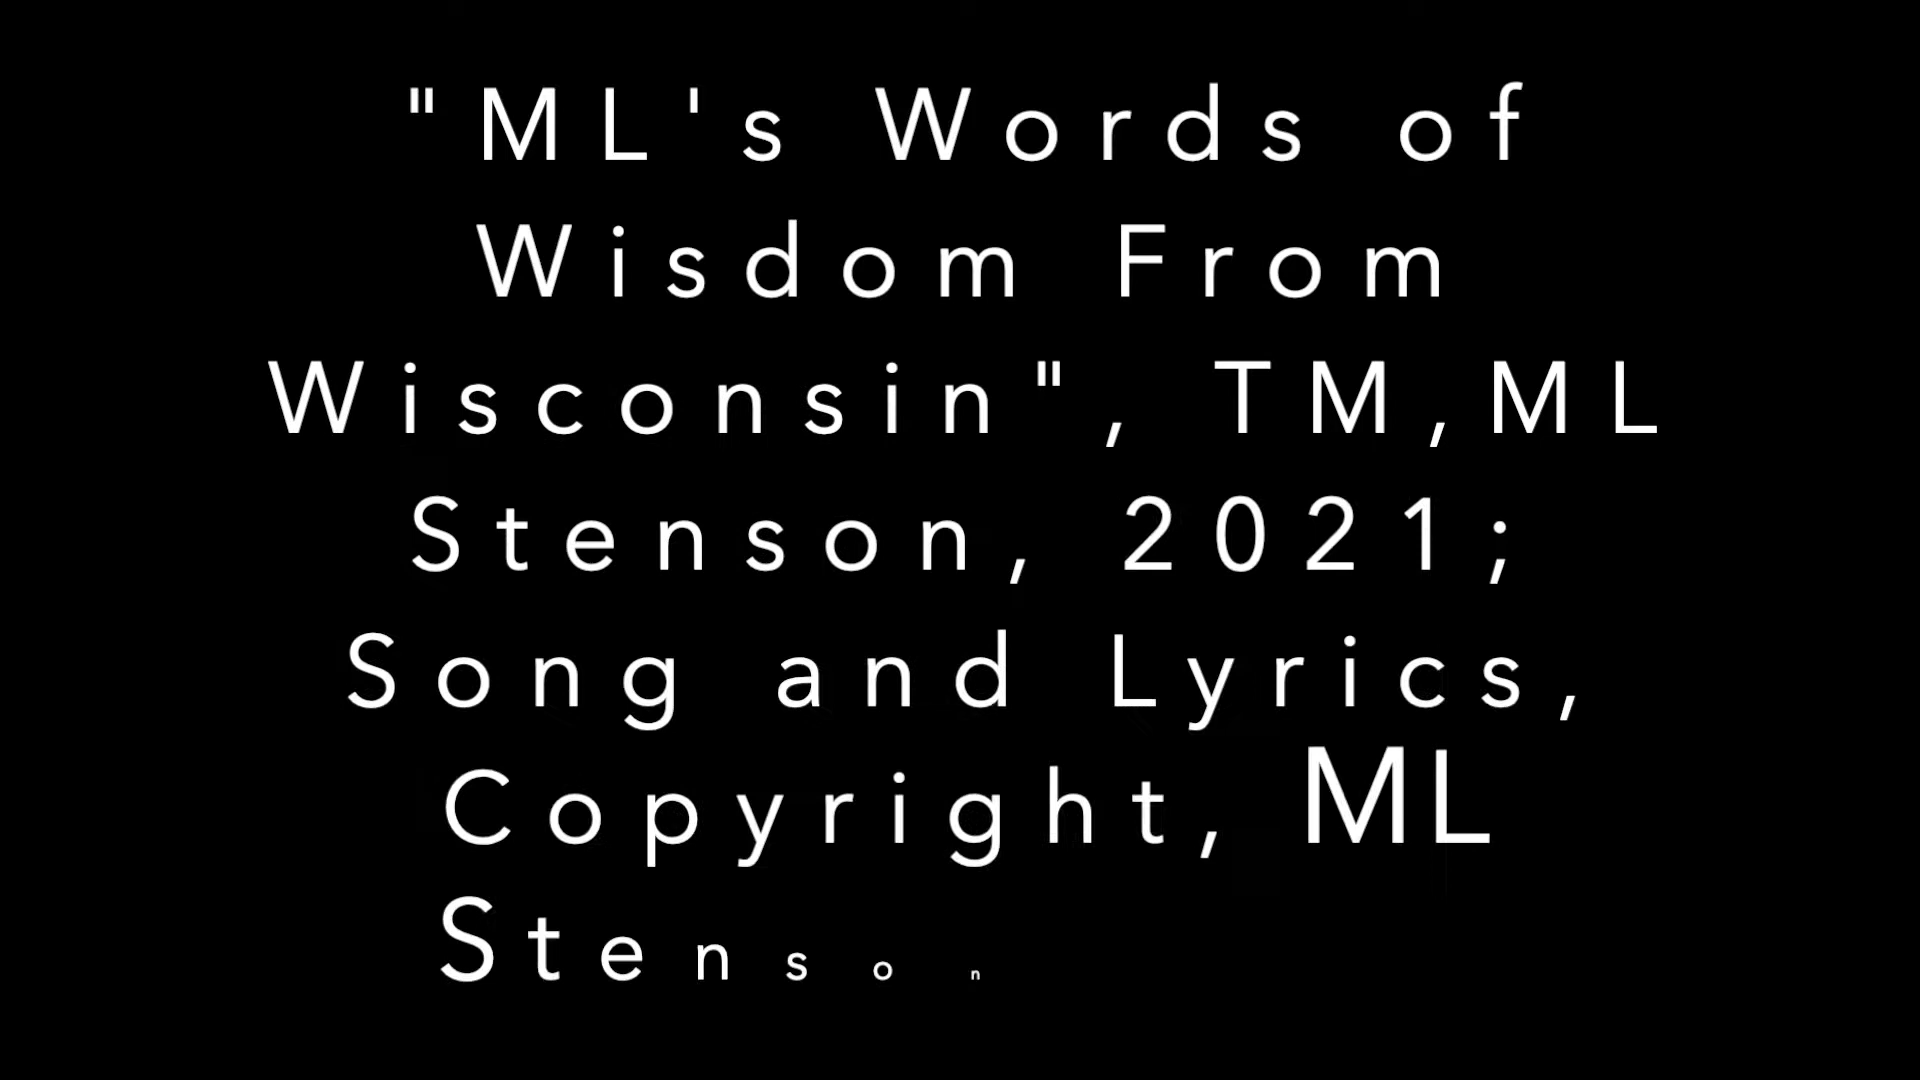 "ML's Words of
Wisdom From
Wisconsin", TM,ML
Stenson, 2021;
Song and Lyrics,
Copyright, ML
Stenson